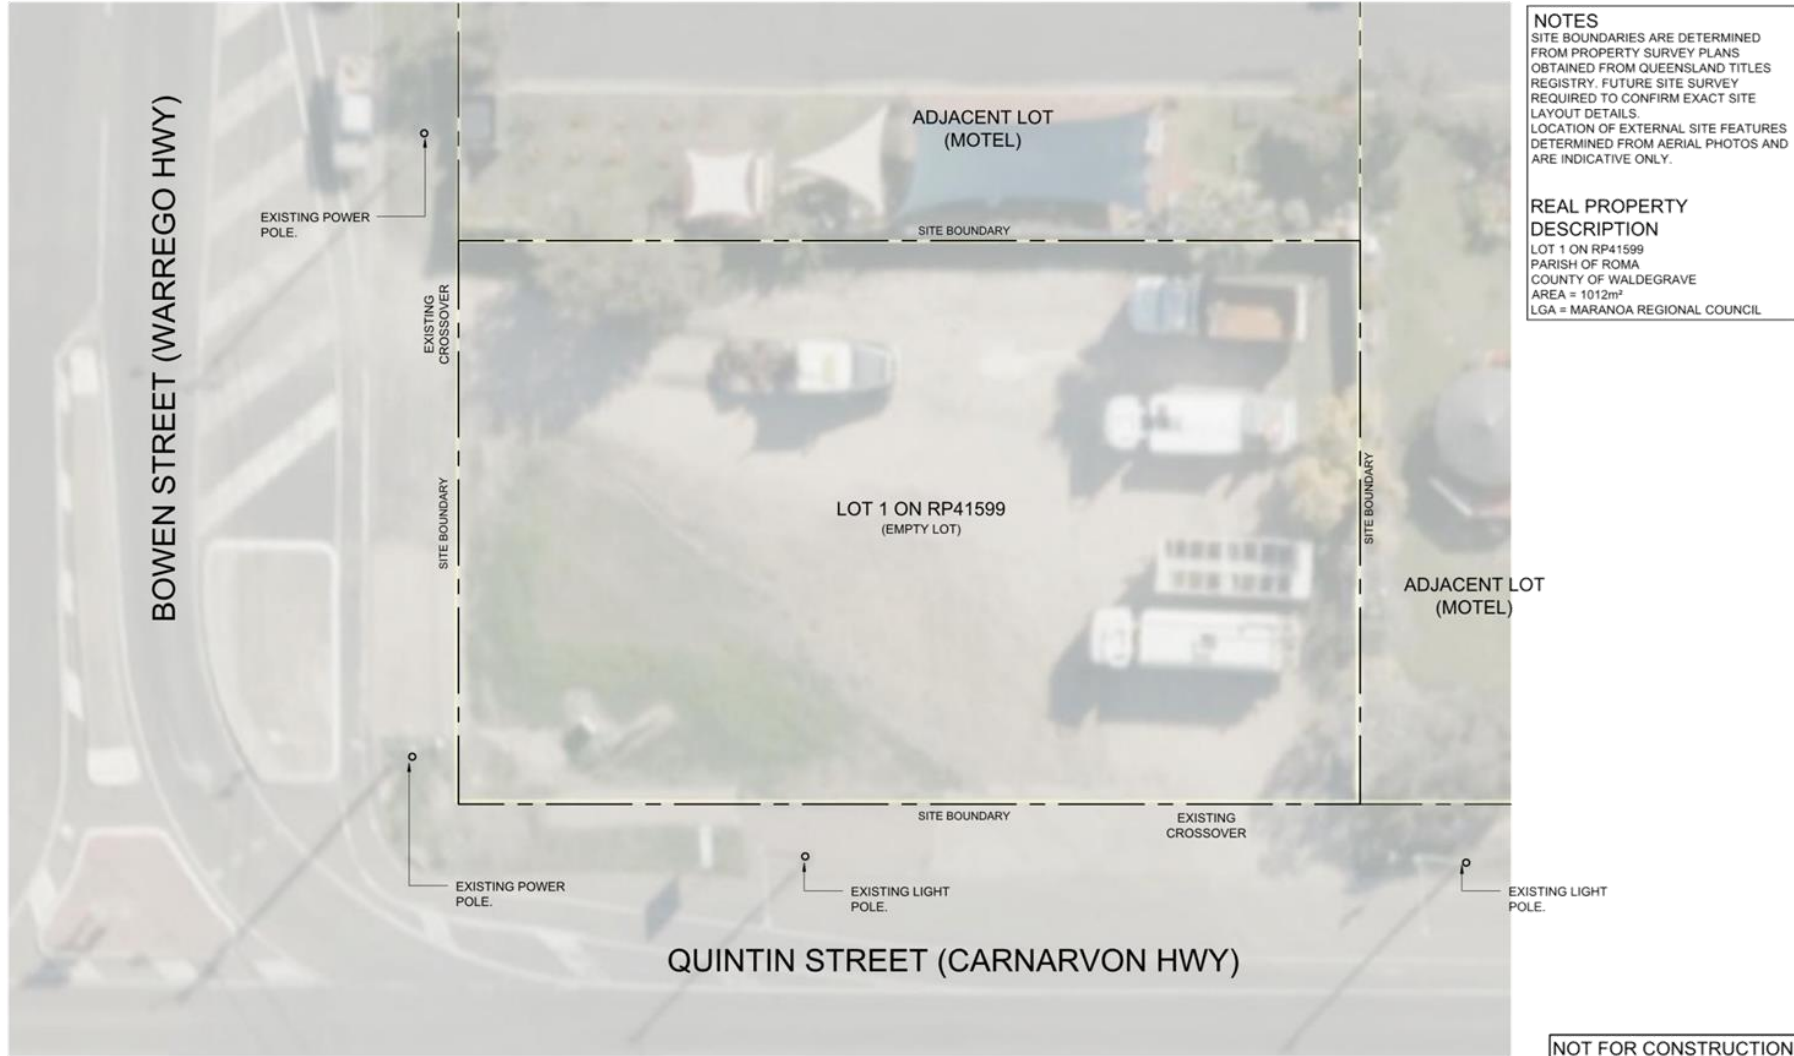 NOTES
SITE BOUNDARIES ARE DETERMINED
FROM PROPERTY SURVEY PLANS
OBTAINED FROM QUEENSLAND TITLES
REGISTRY. FUTURE SITE SURVEY
REQUIRED TO CONFIRM EXACT SITE
LAYOUT DETAILS.
LOCATION OF EXTERNAL SITE FEATURES
DETERMINED FROM AERIAL PHOTOS AND
ARE INDICATIVE ONLY.
REAL PROPERTY
DESCRIPTION
LOT 1 ON RP41599
PARISH OF ROMA
COUNTY OF WALDEGRAVE
AREA = 1012m²
LGA = MARANOA REGIONAL COUNCIL
ADJACENT LOT
(MOTEL)
BOWEN STREET (WARREGO HWY)
EXISTING POWER
POLE.
SITE BOUNDARY
EXISTING
CROSSOVER
SITE BOUNDARY
LOT 1 ON RP41599
(EMPTY LOT)
SITE BOUNDARY
ADJACENT LOT
(MOTEL)
SITE BOUNDARY
EXISTING
CROSSOVER
EXISTING POWER
POLE.
EXISTING LIGHT
POLE.
EXISTING LIGHT
POLE.
QUINTIN STREET (CARNARVON HWY)
NOT FOR CONSTRUCTION